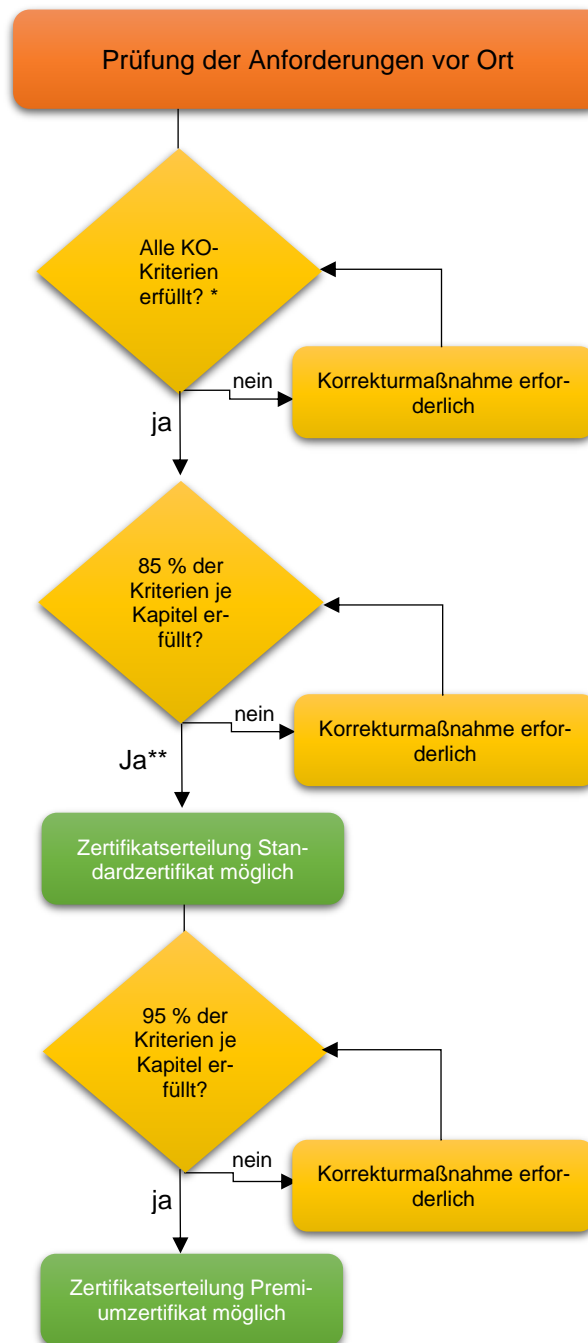 Prüfung der Anforderungen vor Ort
Alle KO-
Kriterien
erfüllt? *
nein
Korrekturmaßnahme erfor-
derlich
ja
85 % der
Kriterien je
Kapitel er-
füllt?
nein
Korrekturmaßnahme erfor-
derlich
Ja**
Zertifikatserteilung Stan-
dardzertifikat möglich
95 % der
Kriterien je
Kapitel er-
füllt?
nein
Korrekturmaßnahme erfor-
derlich
ja
Zertifikatserteilung Premi-
umzertifikat möglich